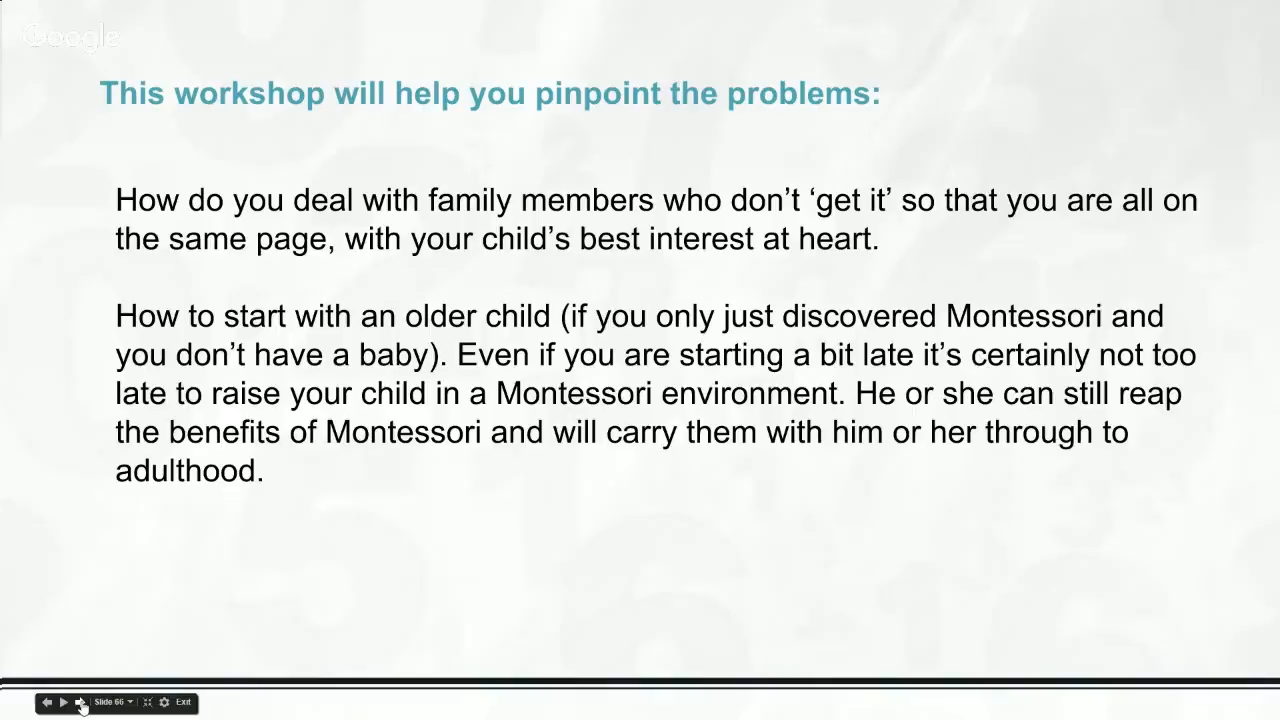 Google
This workshop will help you pinpoint the problems:
How do you deal with family members who don’t ‘get it’ so that you are all on
the same page, with your child’s best interest at heart.
How to start with an older child (if you only just discovered Montessori and
you don’t have a baby). Even if you are starting a bit late it’s certainly not too
late to raise your child in a Montessori environment. He or she can still reap
the benefits of Montessori and will carry them with him or her through to
adulthood.
Slide 66 Exit